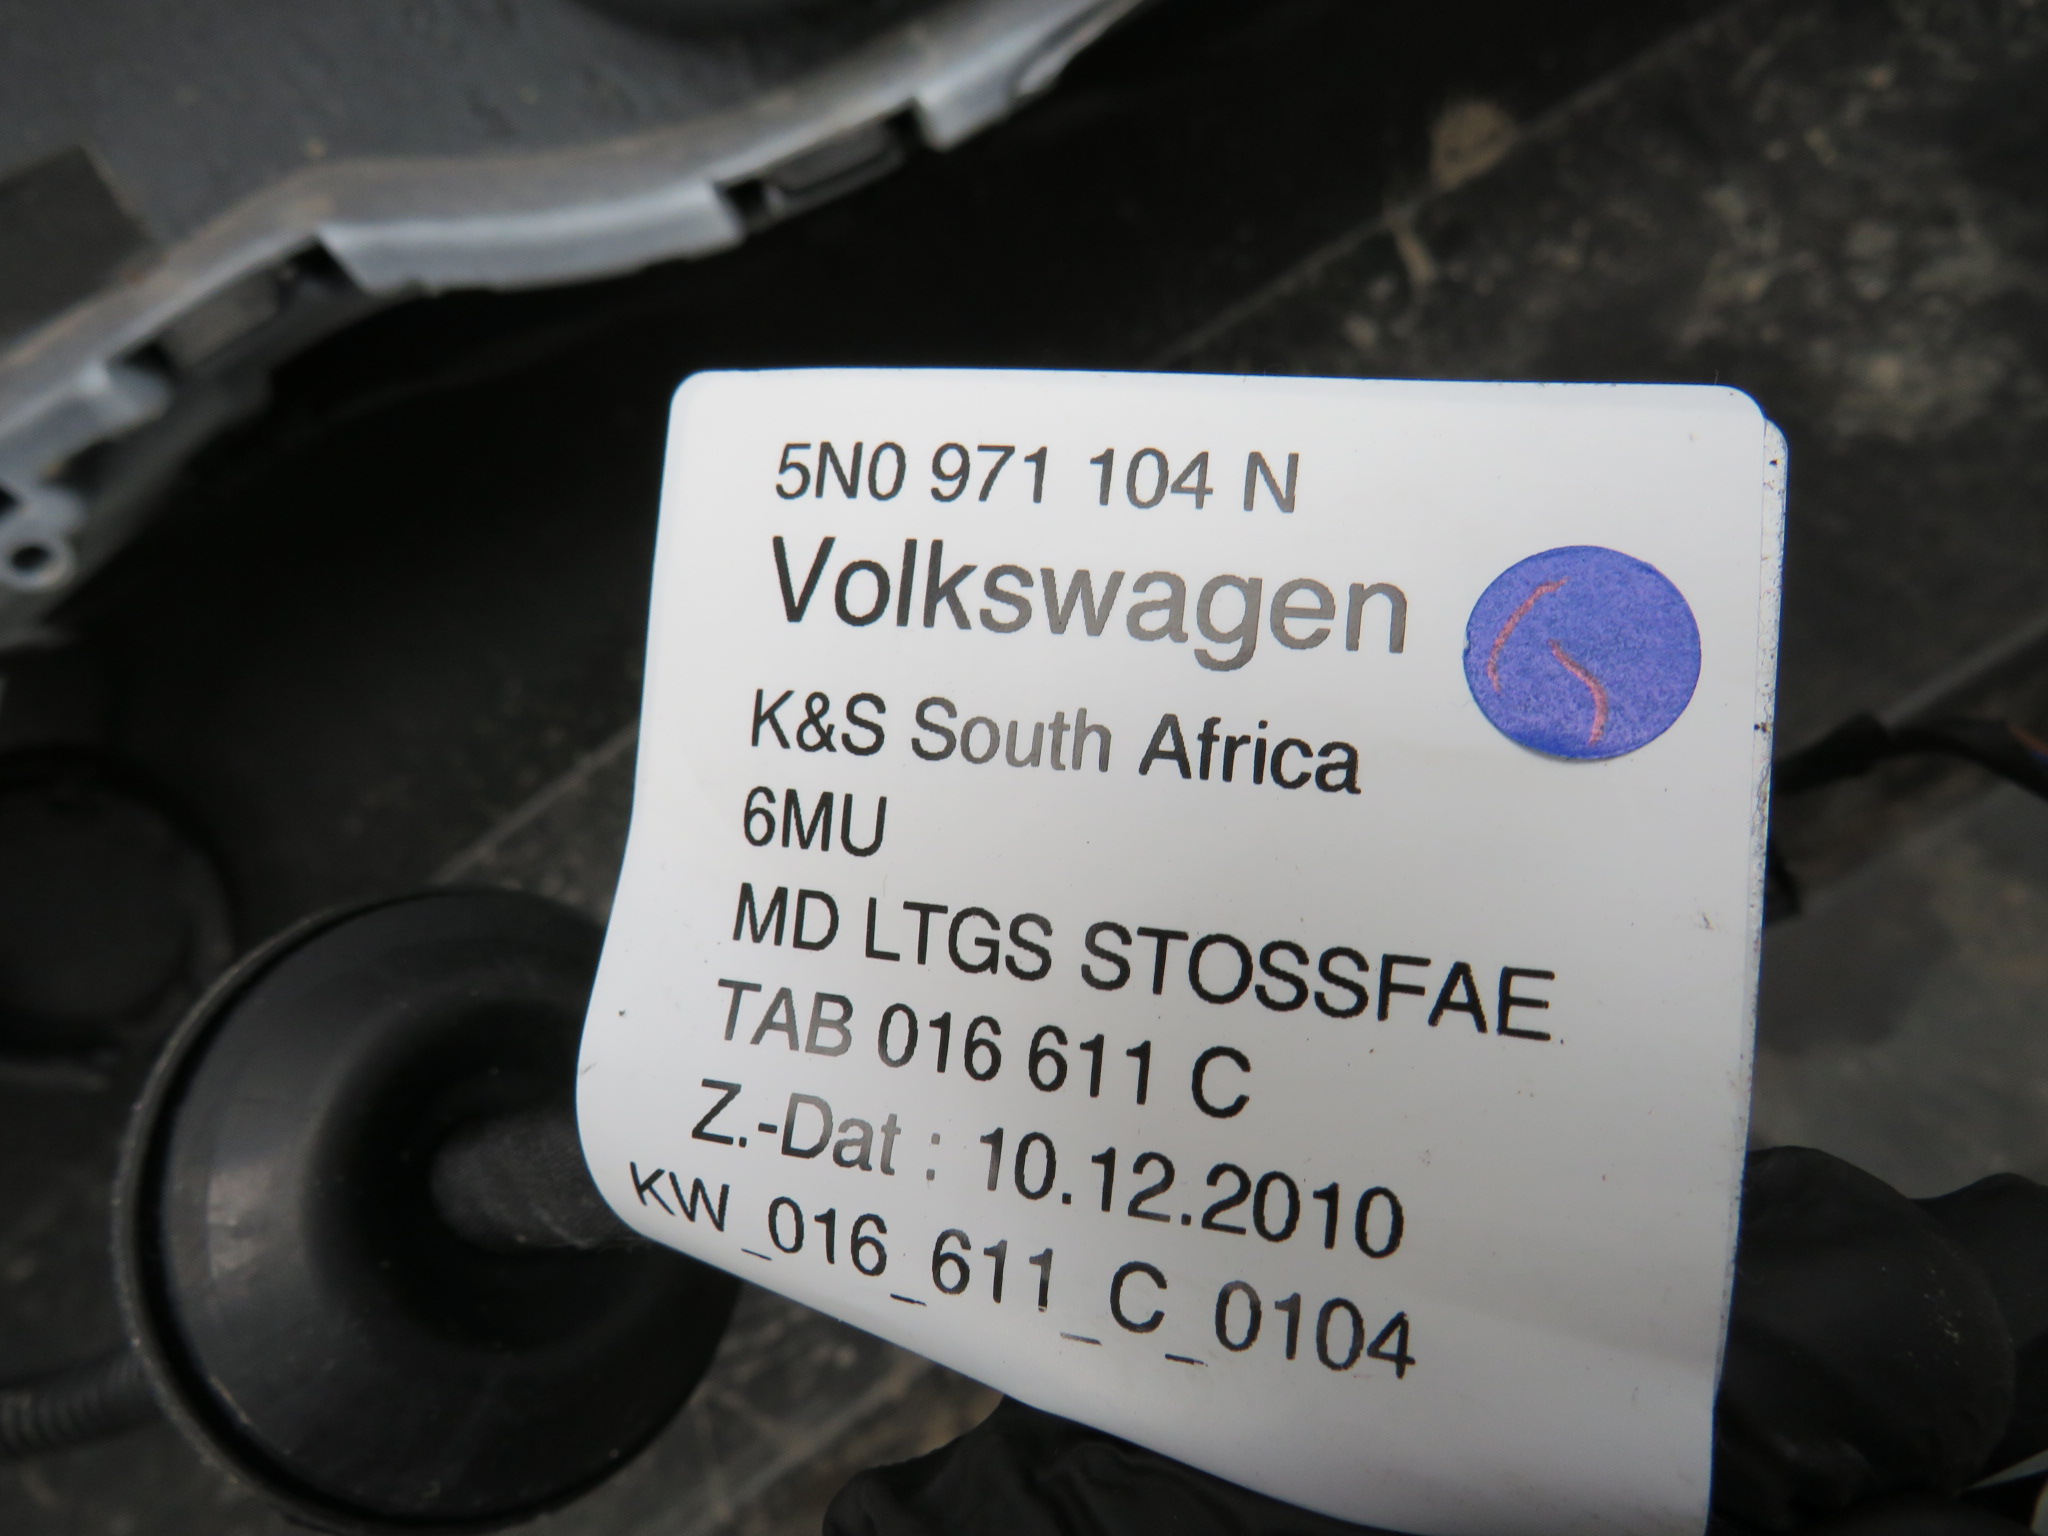 5N0 971 104 N
Volkswagen
K&S South Africa
6MU
MD LTGS STOSSFAE
TAB 016 611 C
Z.-Dat : 10.12.2010
KW_016_611_C_0104